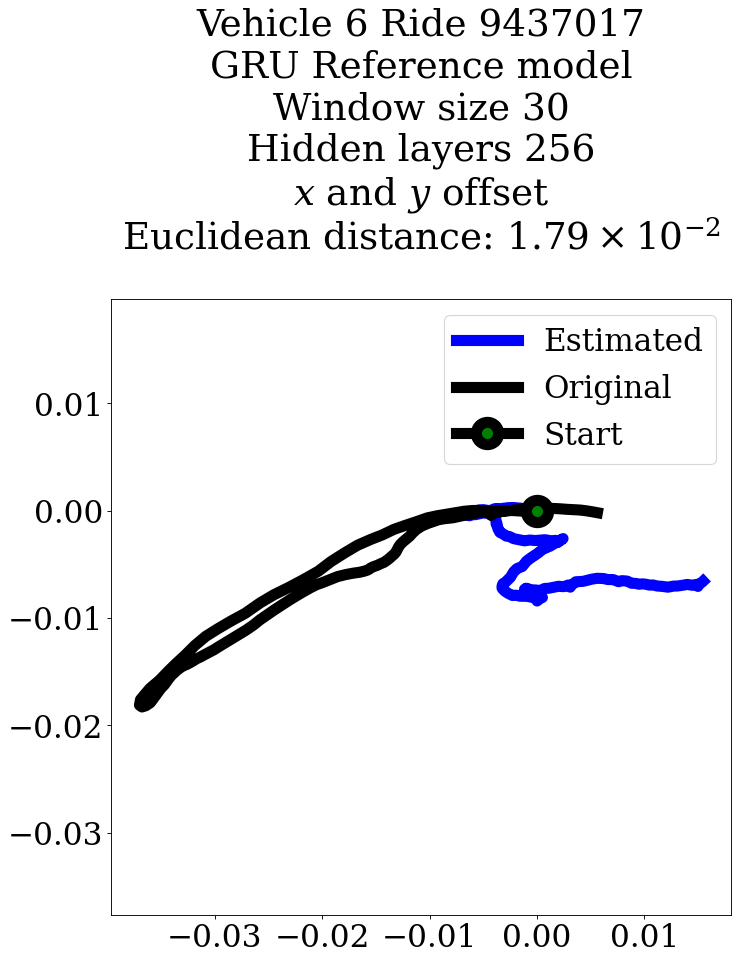 Vehicle 6 Ride 9437017
GRU Reference model
Window size 30
Hidden layers 256
x and y offset
Euclidean distance: 1.79 × 10⁻²
Estimated
Original
Start
0.01
0.00
−0.01
−0.02
−0.03
−0.03 −0.02 −0.01 0.00 0.01